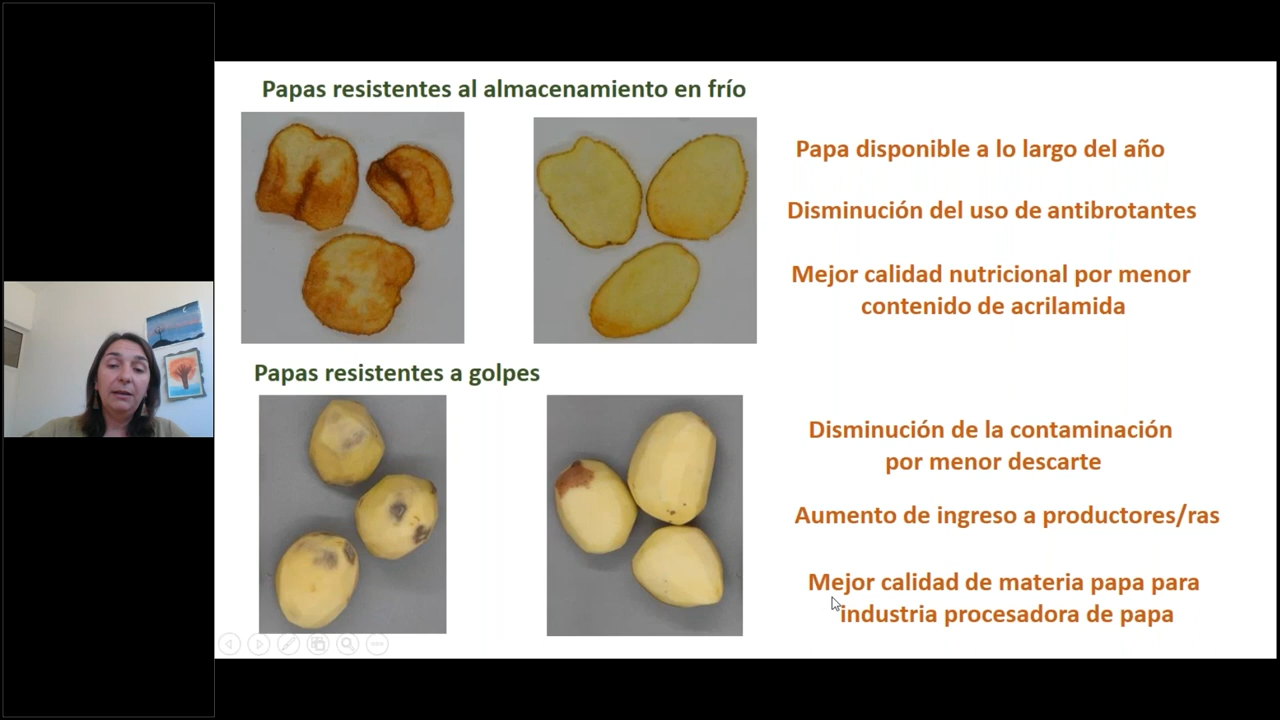 Papas resistentes al almacenamiento en frío
Papa disponible a lo largo del año
Disminución del uso de antibrotantes
Mejor calidad nutricional por menor
contenido de acrilamida
Papas resistentes a golpes
Disminución de la contaminación
por menor descarte
Aumento de ingreso a productores/ras
Mejor calidad de materia papa para
industria procesadora de papa